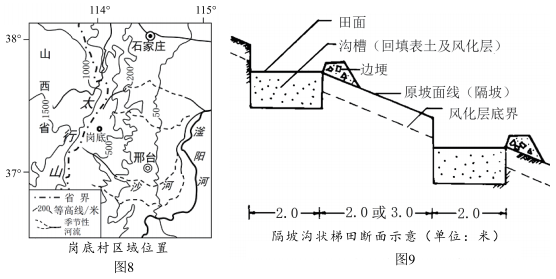 114°
115°
38°
石家庄
山
西
省
1000
1500
太
行
山
200
50
500
岗底
邢台
滏
阳
河
沙
河
37°
省 界
200 等高线/米
季节性
河流
岗底村区域位置
图8
田面
沟槽（回填表土及风化层）
边埂
原坡面线（隔坡）
风化层底界
2.0
2.0或3.0
2.0
隔坡沟状梯田断面示意（单位：米）
图9